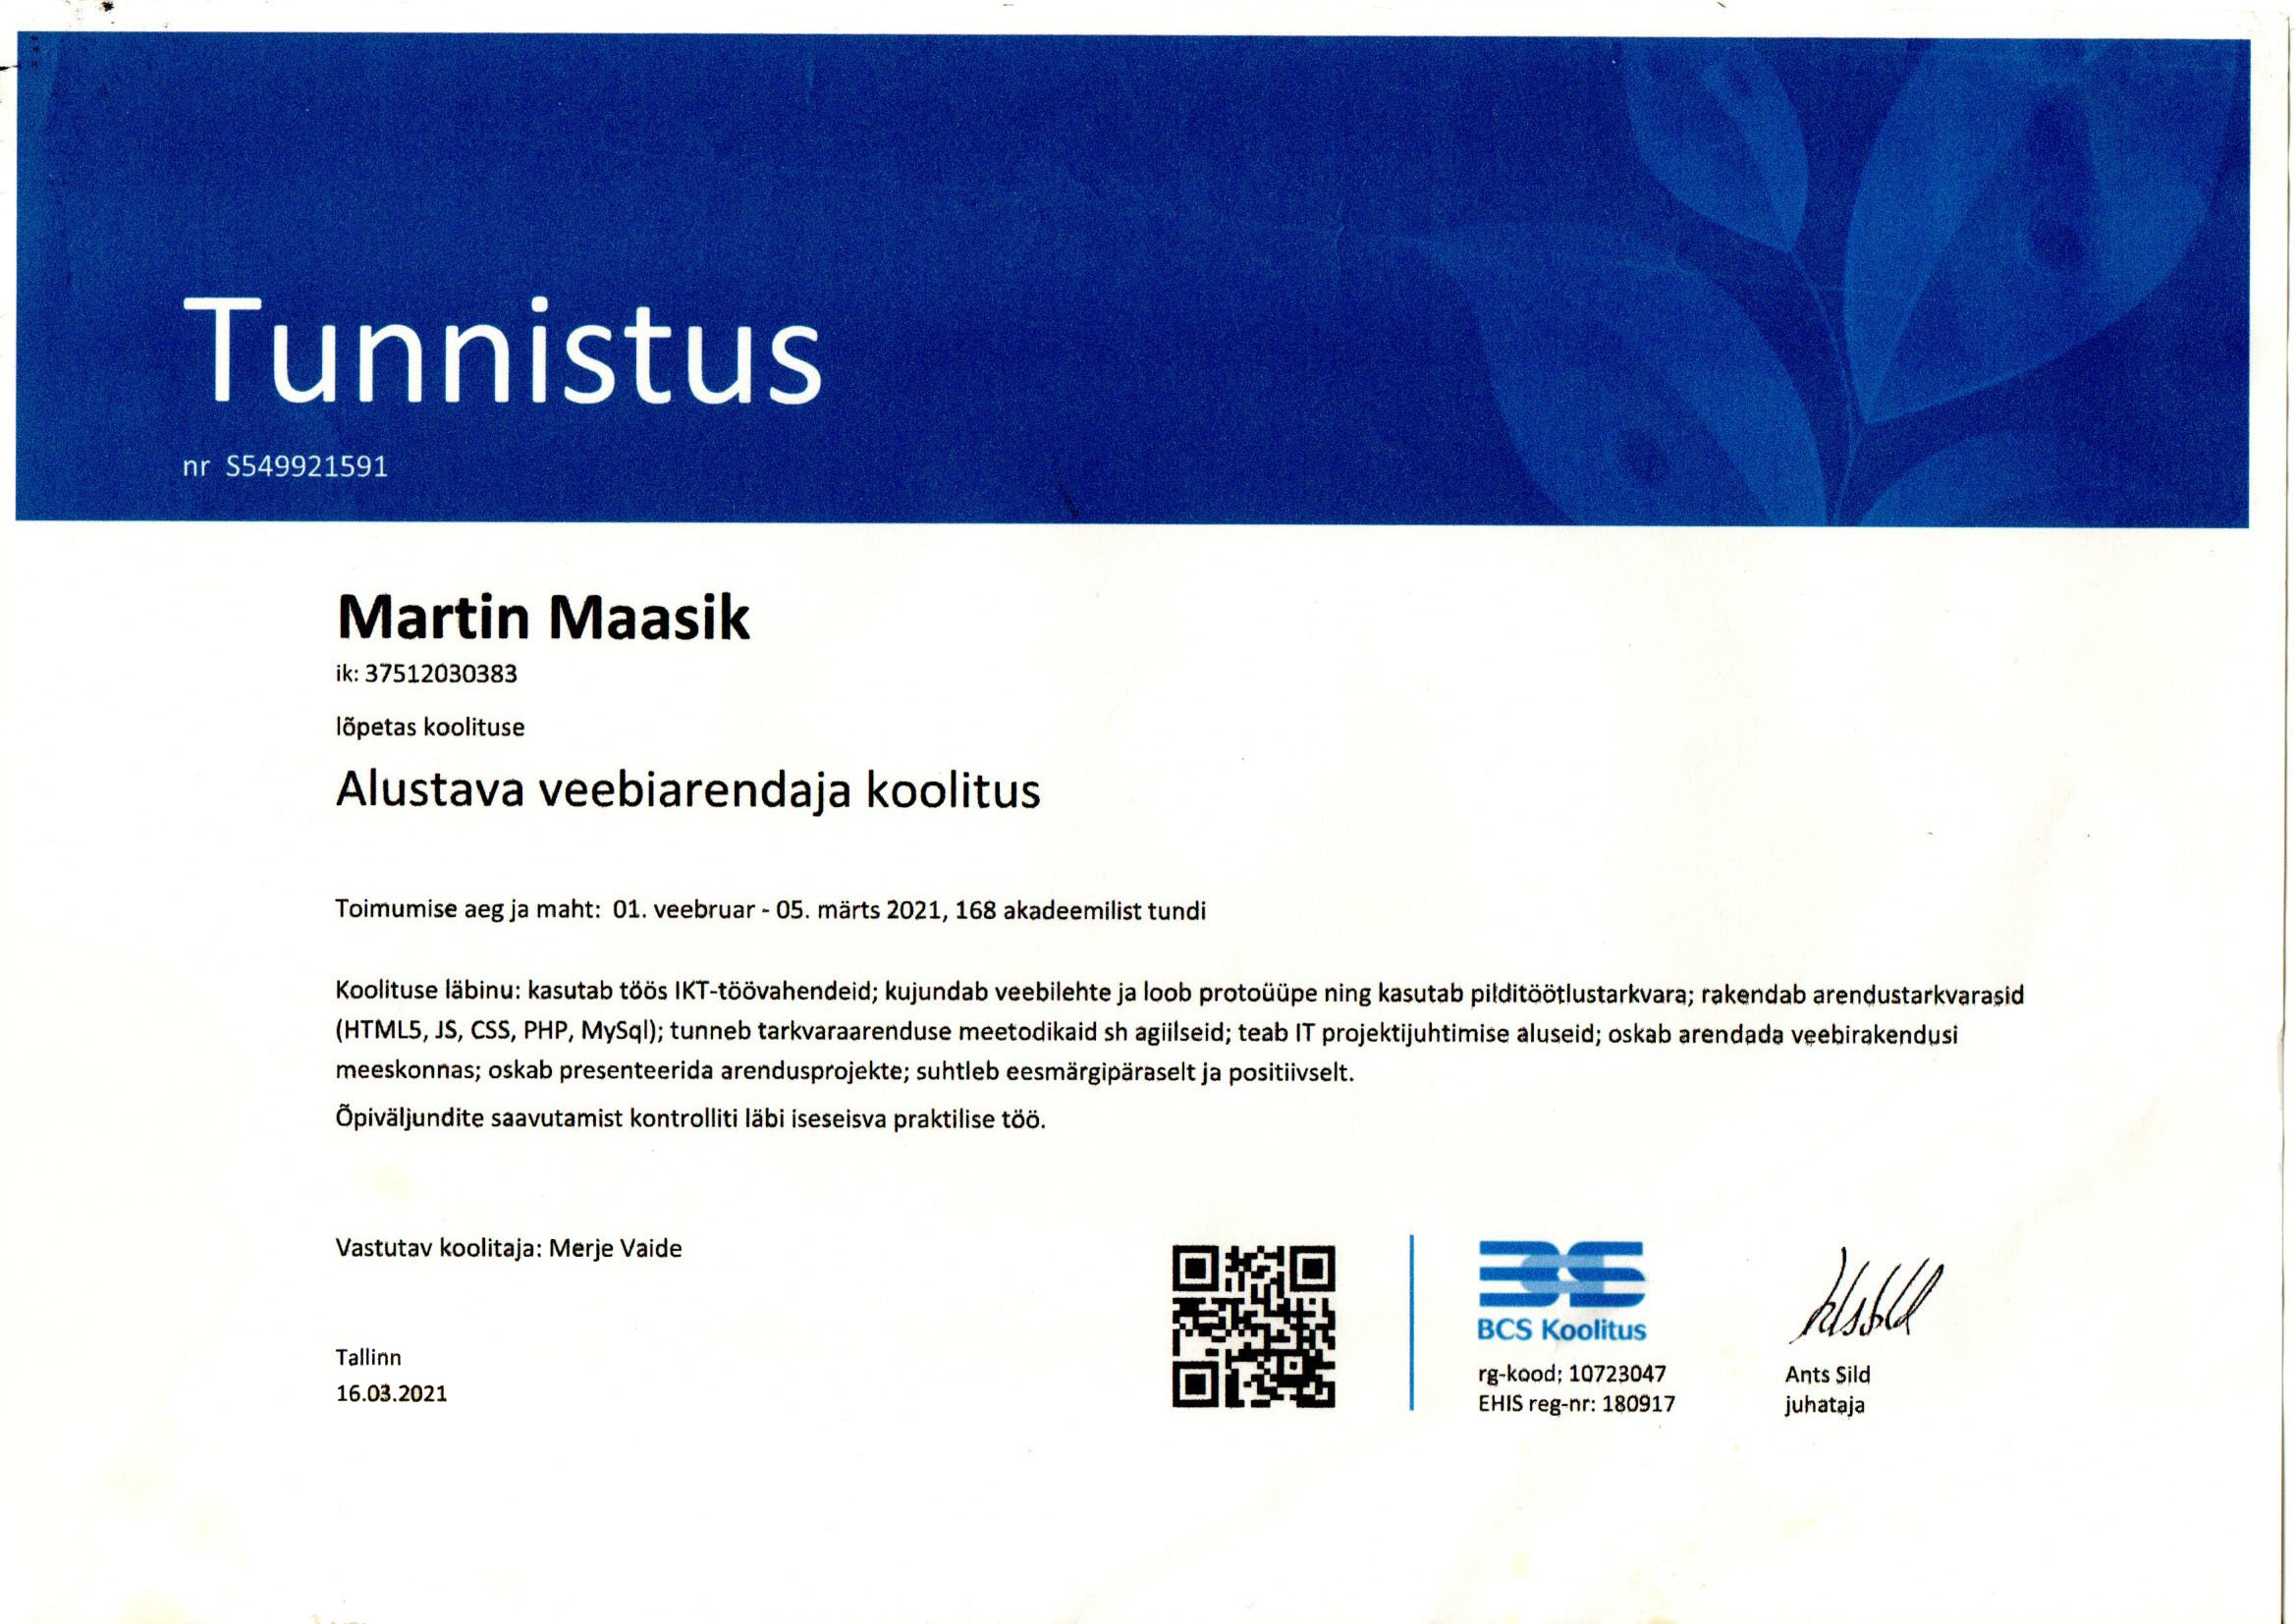 Tunnistus
nr S549921591
Martin Maasik
ik: 37512030383
lõpetas koolituse
Alustava veebiarendaja koolitus
Toimumise aeg ja maht: 01. veebruar - 05. märts 2021, 168 akadeemilist tundi
Koolituse läbinu: kasutab töös IKT-töövahendeid; kujundab veebilehte ja loob protoüüpe ning kasutab pilditöötlustarkvara; rakendab arendustarkvarasid
(HTML5, JS, CSS, PHP, MySql); tunneb tarkvaraarenduse meetodikaid sh agiilseid; teab IT projektijuhtimise aluseid; oskab arendada veebirakendusi
meeskonnas; oskab presenteerida arendusprojekte; suhtleb eesmärgipäraselt ja positiivselt.
Õpiväljundite saavutamist kontrolliti läbi iseseisva praktilise töö.
Vastutav koolitaja: Merje Vaide
Tallinn
16.03.2021
BCS Koolitus
rg-kood: 10723047
EHIS reg-nr: 180917
Ants Sild
juhataja